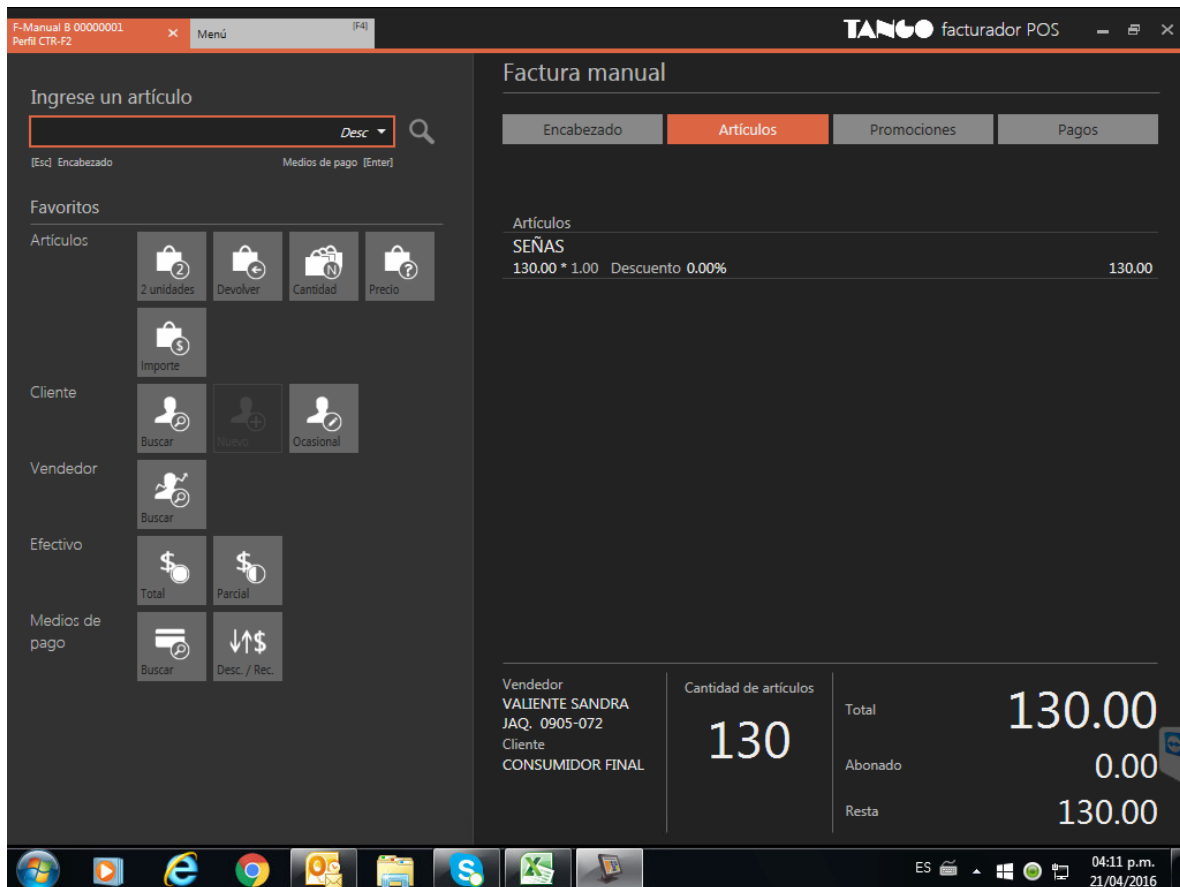 F-Manual B 00000001
Perfil CTR-F2
Menú
[F4]
TANGO facturador POS
Ingrese un artículo
Desc
[Esc] Encabezado
Medios de pago [Enter]
Favoritos
Artículos
2 unidades
Devolver
Cantidad
Precio
Importe
Cliente
Buscar
Nuevo
Ocasional
Vendedor
Buscar
Efectivo
Total
Parcial
Medios de
pago
Buscar
Desc. / Rec.
Factura manual
Encabezado
Artículos
Promociones
Pagos
Artículos
SEÑAS
130.00 * 1.00 Descuento 0.00%
130.00
Vendedor
VALIENTE SANDRA
JAQ. 0905-072
Cliente
CONSUMIDOR FINAL
Cantidad de artículos
130
Total
130.00
Abonado
0.00
Resta
130.00
ES
04:11 p.m.
21/04/2016